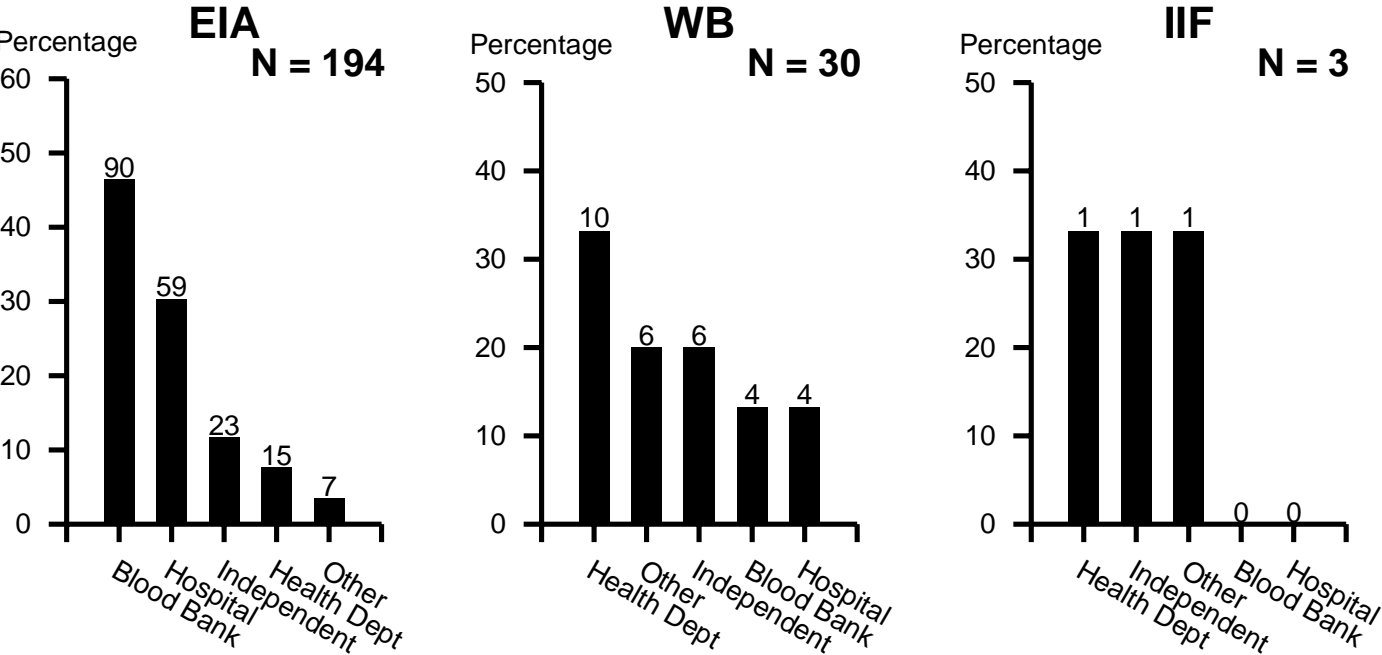 EIA
Percentage
N = 194
60
50
40
30
20
10
0
90
59
23
15
7
Blood Bank
Hospital
Independent
Health Dept
Other
WB
Percentage
N = 30
50
40
30
20
10
0
10
6
6
4
4
Health Dept
Other
Independent
Blood Bank
Hospital
IIF
Percentage
N = 3
50
40
30
20
10
0
1
1
1
0
0
Health Dept
Independent
Other
Blood Bank
Hospital